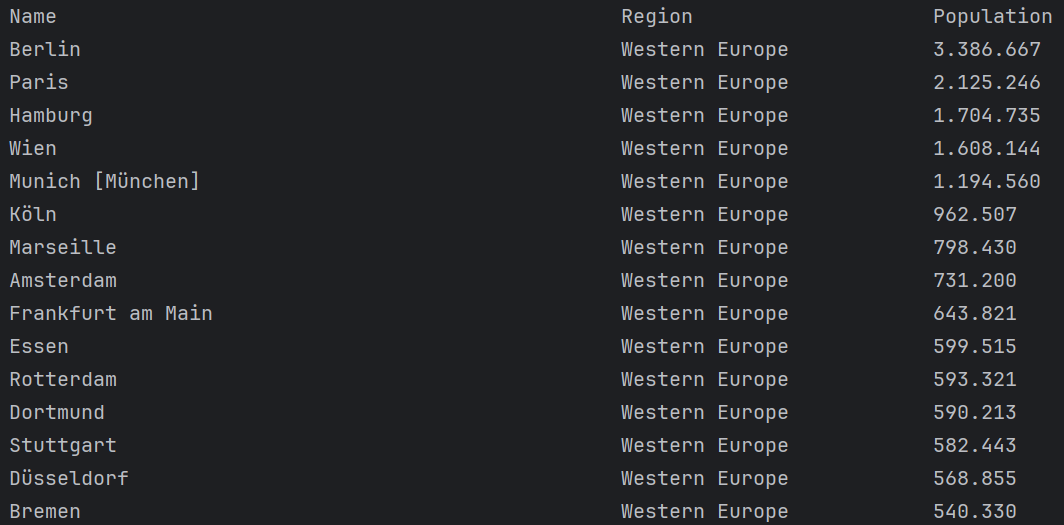 Name Region Population
Berlin Western Europe 3.386.667
Paris Western Europe 2.125.246
Hamburg Western Europe 1.704.735
Wien Western Europe 1.608.144
Munich [München] Western Europe 1.194.560
Köln Western Europe 962.507
Marseille Western Europe 798.430
Amsterdam Western Europe 731.200
Frankfurt am Main Western Europe 643.821
Essen Western Europe 599.515
Rotterdam Western Europe 593.321
Dortmund Western Europe 590.213
Stuttgart Western Europe 582.443
Düsseldorf Western Europe 568.855
Bremen Western Europe 540.330